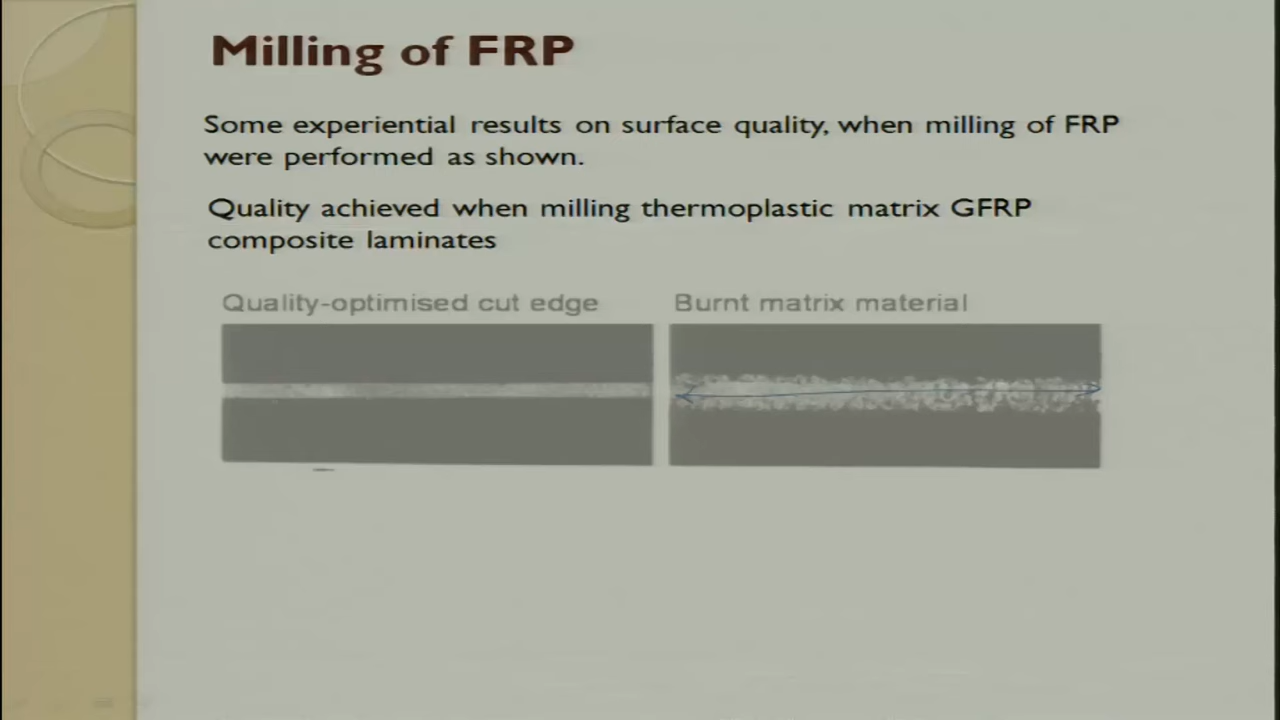 Milling of FRP
Some experiential results on surface quality, when milling of FRP
were performed as shown.
Quality achieved when milling thermoplastic matrix GFRP
composite laminates
Quality-optimised cut edge
Burnt matrix material